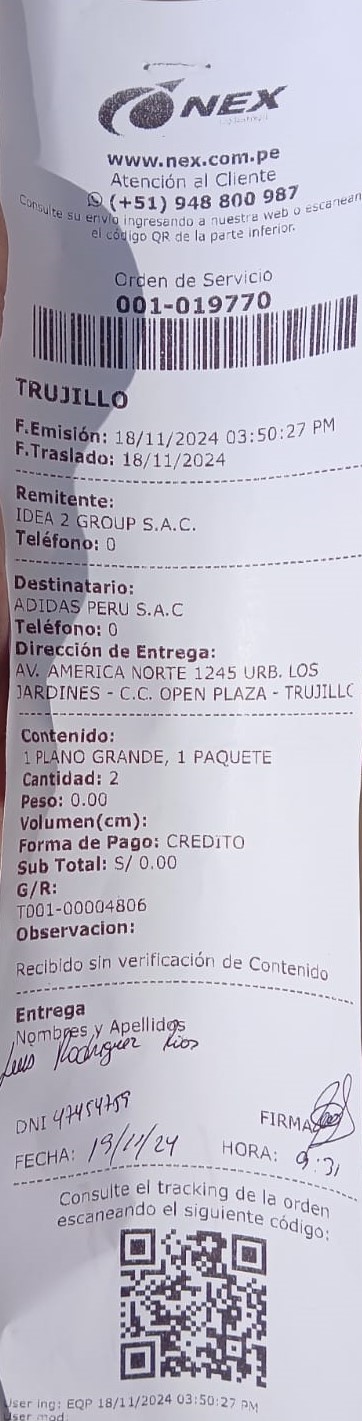 NEX
www.nex.com.pe
Atención al Cliente
(+51) 948 800 987
Consulte su envío ingresando a nuestra web o escanean
el código QR de la parte inferior.
Orden de Servicio
001-019770
TRUJILLO
F.Emisión: 18/11/2024 03:50:27 PM
F.Traslado: 18/11/2024
Remitente:
IDEA 2 GROUP S.A.C.
Teléfono: 0
Destinatario:
ADIDAS PERU S.A.C
Teléfono: 0
Dirección de Entrega:
AV. AMERICA NORTE 1245 URB. LOS
JARDINES - C.C. OPEN PLAZA - TRUJILLO
Contenido:
1 PLANO GRANDE, 1 PAQUETE
Cantidad: 2
Peso: 0.00
Volumen(cm):
Forma de Pago: CREDITO
Sub Total: S/ 0.00
G/R:
T001-00004806
Observacion:
Recibido sin verificación de Contenido
Entrega
Nombres y Apellidos
Luis Rodriguez Rios
DNI 47454759
FIRMA
FECHA: 19/11/24 HORA: 9:31
Consulte el tracking de la orden
escaneando el siguiente código:
User ing: EQP 18/11/2024 03:50:27 PM
User mod: